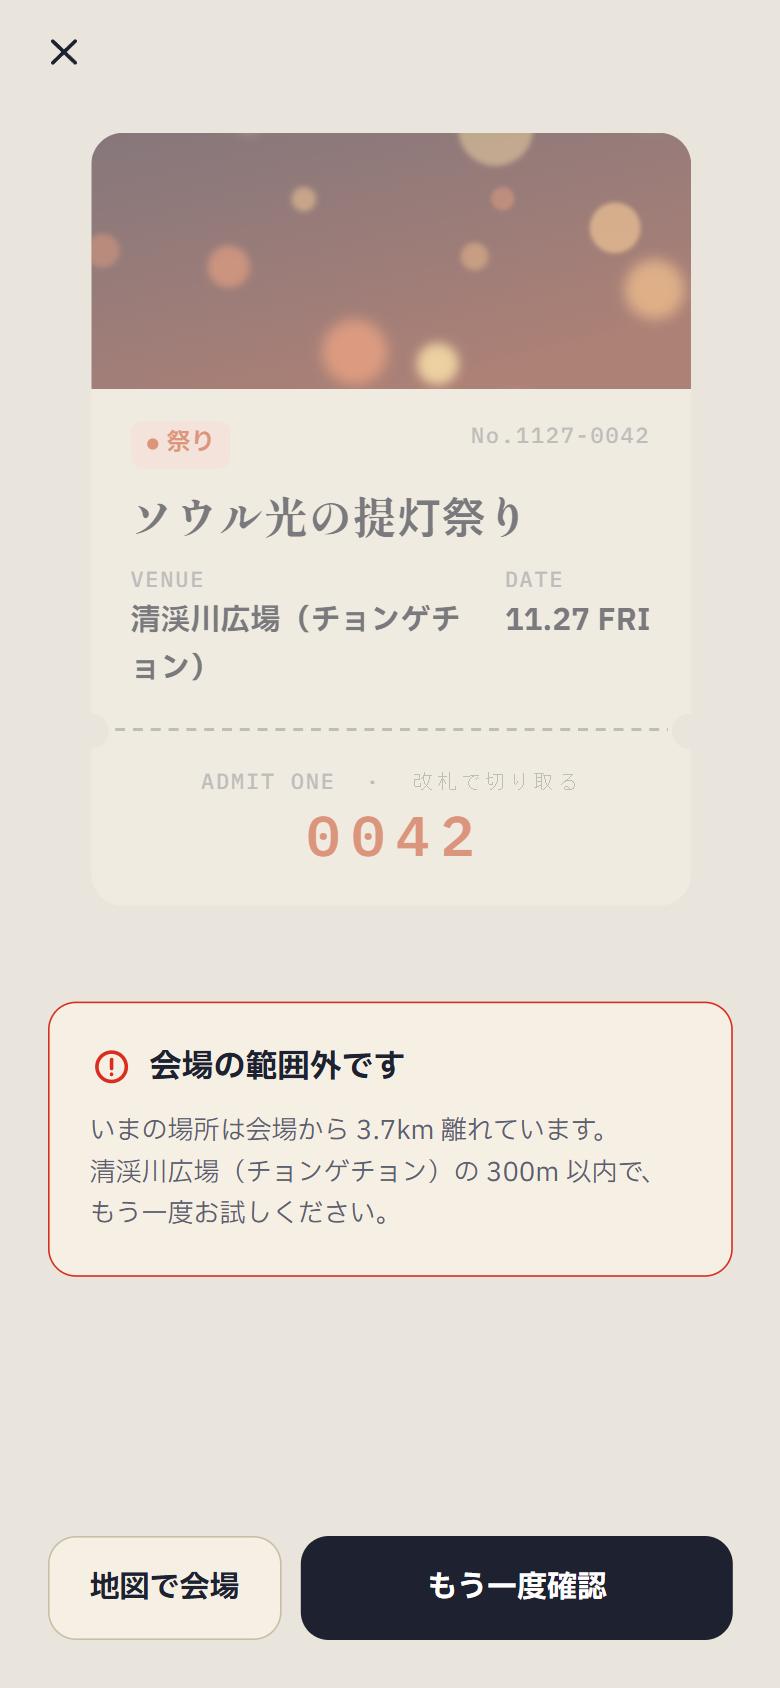 祭り
No.1127-0042
ソウル光の提灯祭り
VENUE
DATE
清渓川広場（チョンゲチ
ョン）
11.27 FRI
ADMIT ONE · 改札で切り取る
0042
会場の範囲外です
いまの場所は会場から 3.7km 離れています。
清渓川広場（チョンゲチョン）の 300m 以内で、
もう一度お試しください。
地図で会場
もう一度確認